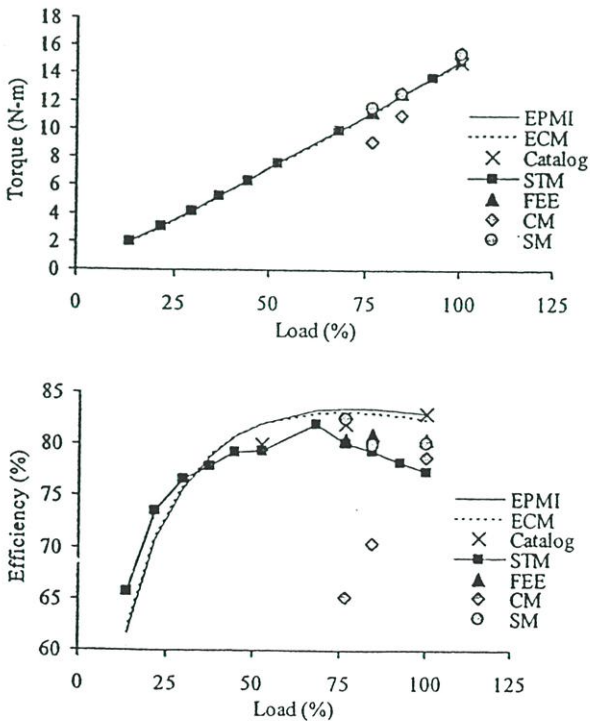 18
16
14
12
10
8
6
4
2
0
Torque (N-m)
0 25 50 75 100 125
Load (%)
EPMI
ECM
Catalog
STM
FEE
CM
SM
85
80
75
70
65
60
Efficiency (%)
0 25 50 75 100 125
Load (%)
EPMI
ECM
Catalog
STM
FEE
CM
SM